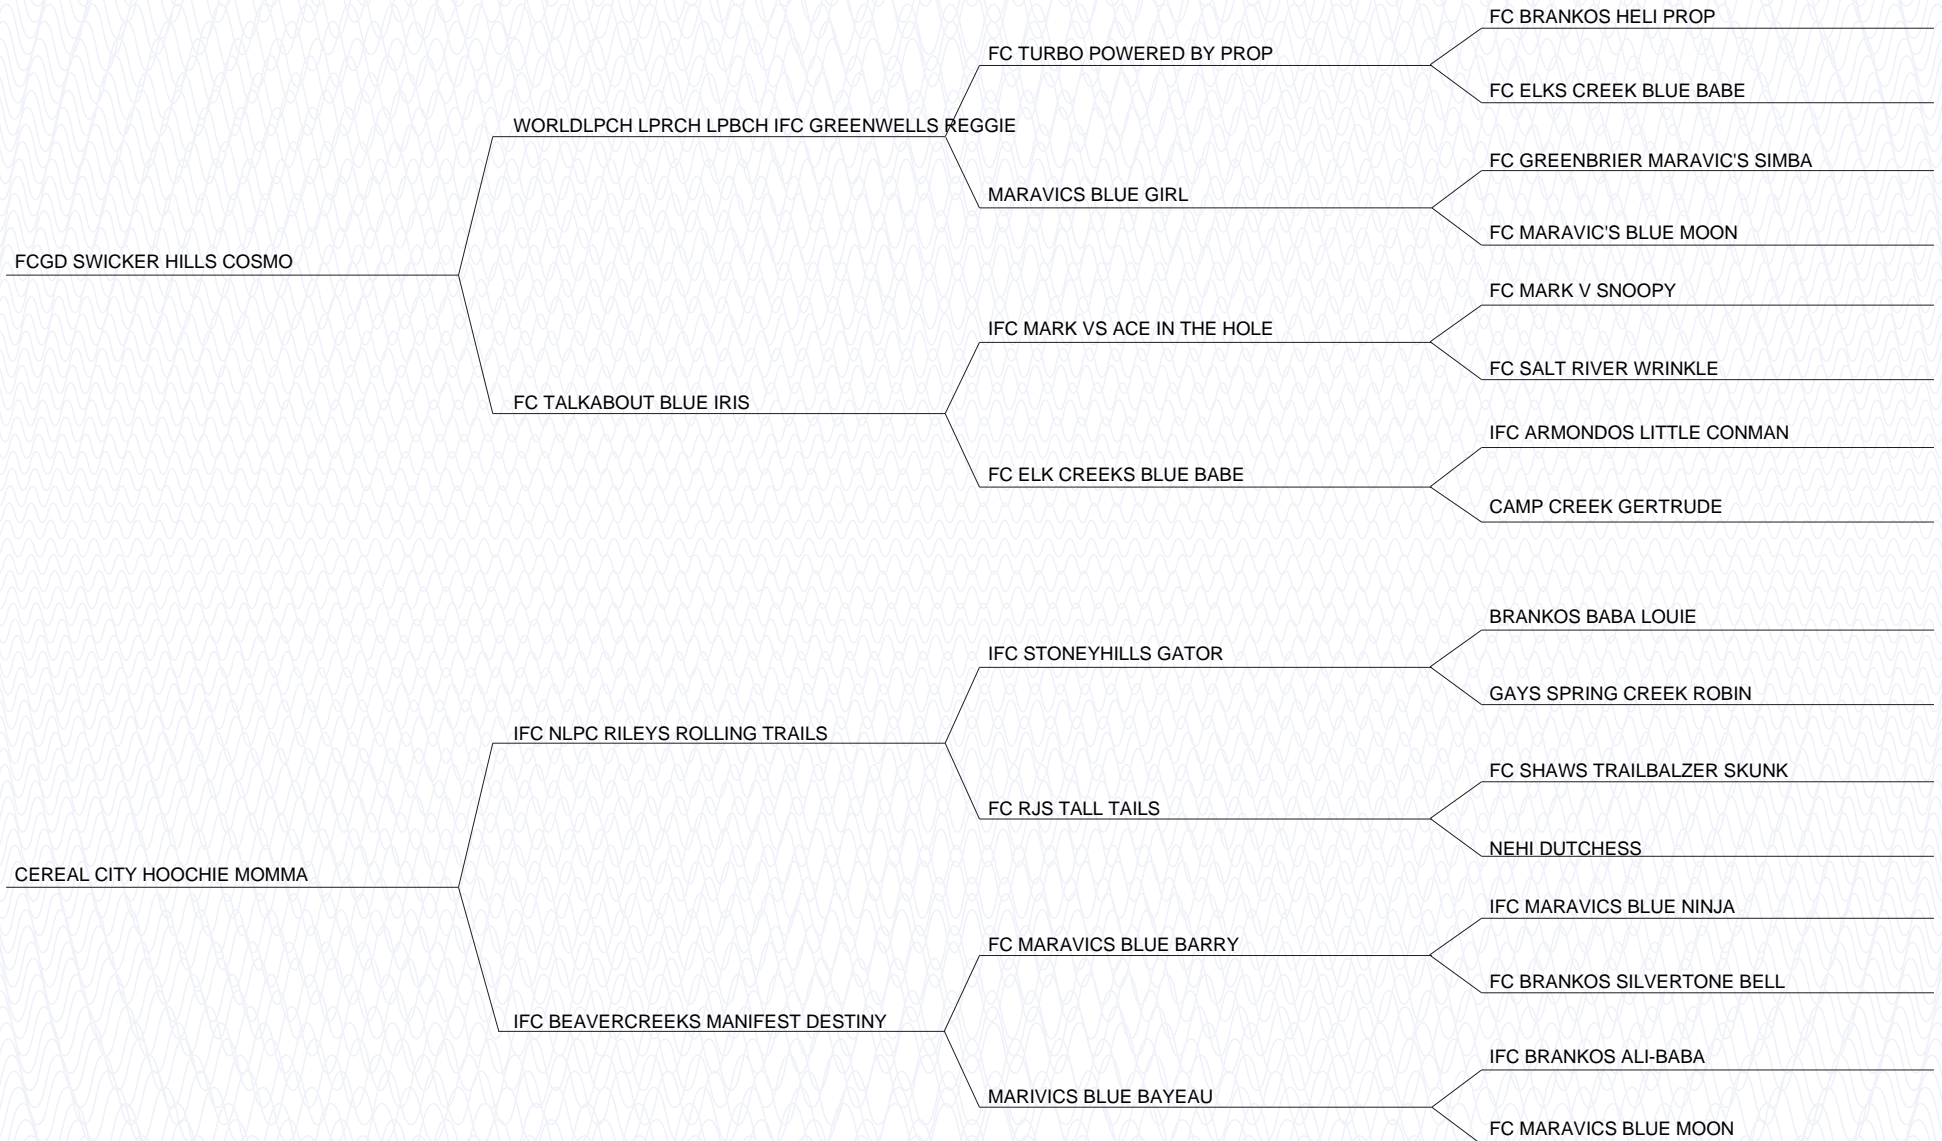 FC BRANKOS HELI PROP
FC TURBO POWERED BY PROP
FC ELKS CREEK BLUE BABE
WORLDLPCH LPRCH LPBCH IFC GREENWELLS REGGIE
FC GREENBRIER MARAVIC'S SIMBA
MARAVICS BLUE GIRL
FC MARAVIC'S BLUE MOON
FCGD SWICKER HILLS COSMO
FC MARK V SNOOPY
IFC MARK VS ACE IN THE HOLE
FC SALT RIVER WRINKLE
FC TALKABOUT BLUE IRIS
IFC ARMONDOS LITTLE CONMAN
FC ELK CREEKS BLUE BABE
CAMP CREEK GERTRUDE
BRANKOS BABA LOUIE
IFC STONEYHILLS GATOR
GAYS SPRING CREEK ROBIN
IFC NLPC RILEYS ROLLING TRAILS
FC SHAWS TRAILBALZER SKUNK
FC RJS TALL TAILS
NEHI DUTCHESS
CEREAL CITY HOOCHIE MOMMA
IFC MARAVICS BLUE NINJA
FC MARAVICS BLUE BARRY
FC BRANKOS SILVERTONE BELL
IFC BEAVERCREEKS MANIFEST DESTINY
IFC BRANKOS ALI-BABA
MARIVICS BLUE BAYEAU
FC MARAVICS BLUE MOON